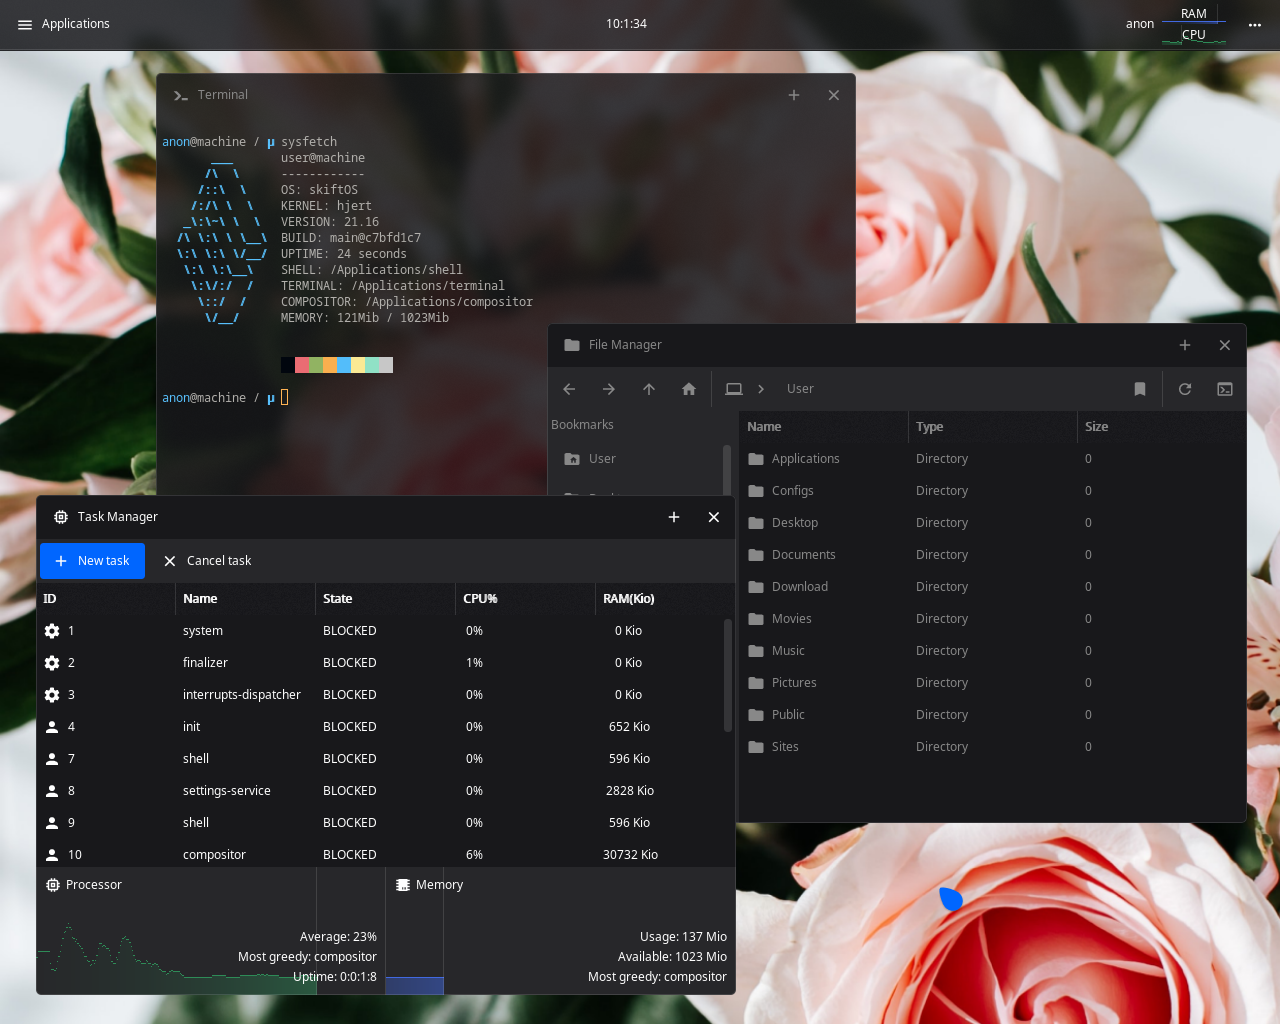 Applications
10:1:34
anon
RAM
CPU
Terminal
anon@machine / µ sysfetch
user@machine
------------
OS: skiftOS
KERNEL: hjert
VERSION: 21.16
BUILD: main@c7bfd1c7
UPTIME: 24 seconds
SHELL: /Applications/shell
TERMINAL: /Applications/terminal
COMPOSITOR: /Applications/compositor
MEMORY: 121Mib / 1023Mib
anon@machine / µ
File Manager
User
Bookmarks
User
Name Type Size
Applications Directory 0
Configs Directory 0
Desktop Directory 0
Documents Directory 0
Download Directory 0
Movies Directory 0
Music Directory 0
Pictures Directory 0
Public Directory 0
Sites Directory 0
Task Manager
New task Cancel task
ID Name State CPU% RAM(Kio)
1 system BLOCKED 0% 0 Kio
2 finalizer BLOCKED 1% 0 Kio
3 interrupts-dispatcher BLOCKED 0% 0 Kio
4 init BLOCKED 0% 652 Kio
7 shell BLOCKED 0% 596 Kio
8 settings-service BLOCKED 0% 2828 Kio
9 shell BLOCKED 0% 596 Kio
10 compositor BLOCKED 6% 30732 Kio
Processor
Average: 23%
Most greedy: compositor
Uptime: 0:0:1:8
Memory
Usage: 137 Mio
Available: 1023 Mio
Most greedy: compositor